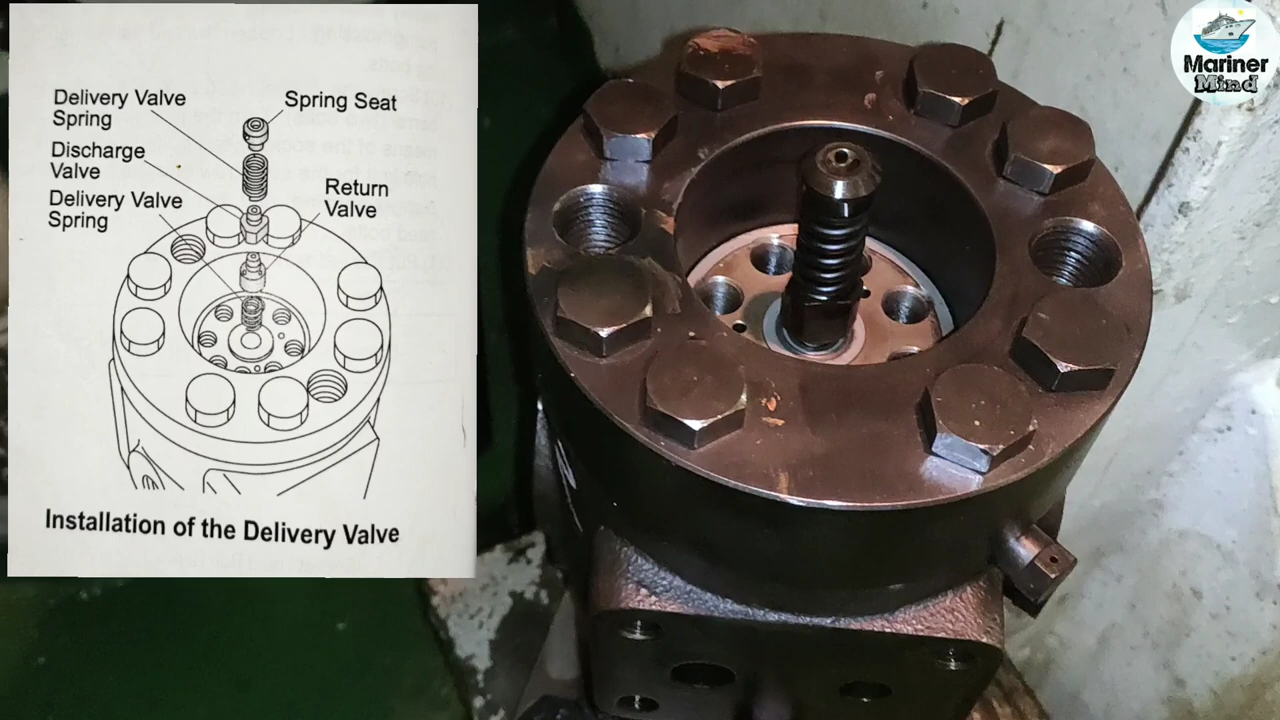 Delivery Valve
Spring
Spring Seat
Discharge
Valve
Delivery Valve
Spring
Return
Valve
Installation of the Delivery Valve
Mariner
Mind